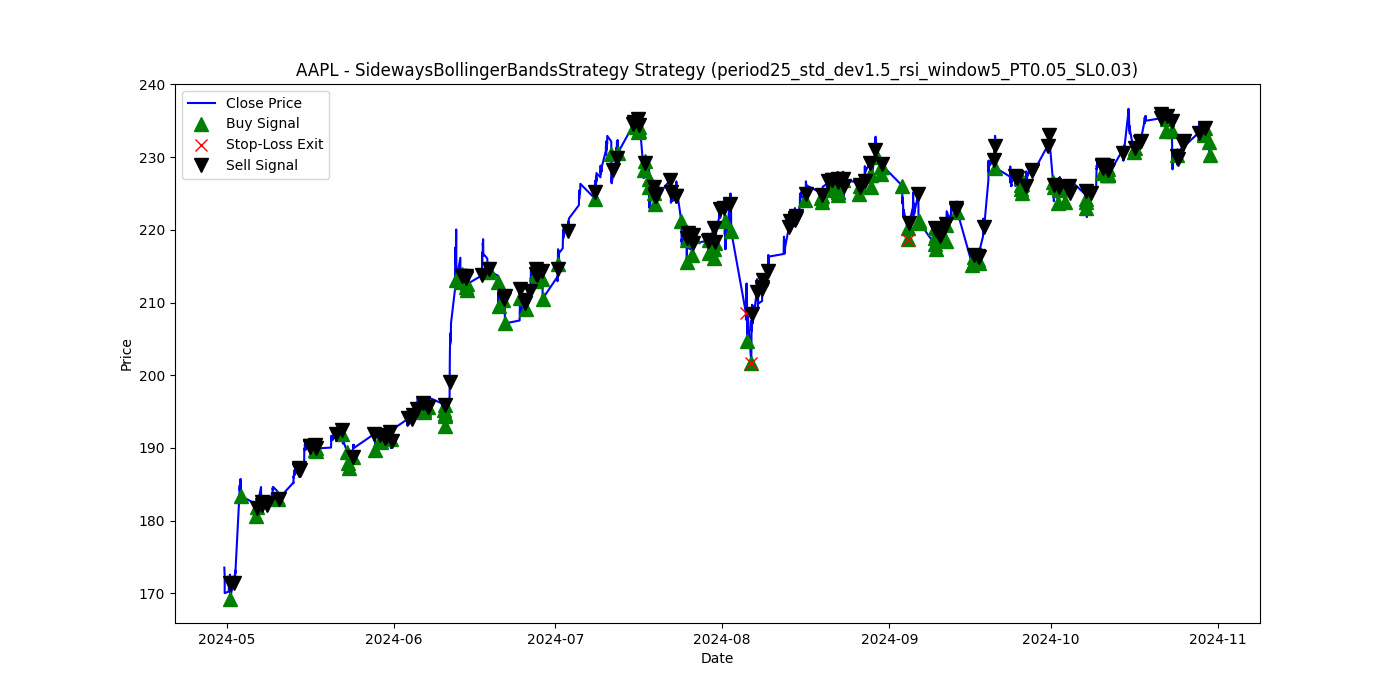 AAPL - SidewaysBollingerBandsStrategy Strategy (period25_std_dev1.5_rsi_window5_PT0.05_SL0.03)
Close Price
Buy Signal
Stop-Loss Exit
Sell Signal
240
230
220
210
200
190
180
170
Price
2024-05
2024-06
2024-07
2024-08
2024-09
2024-10
2024-11
Date